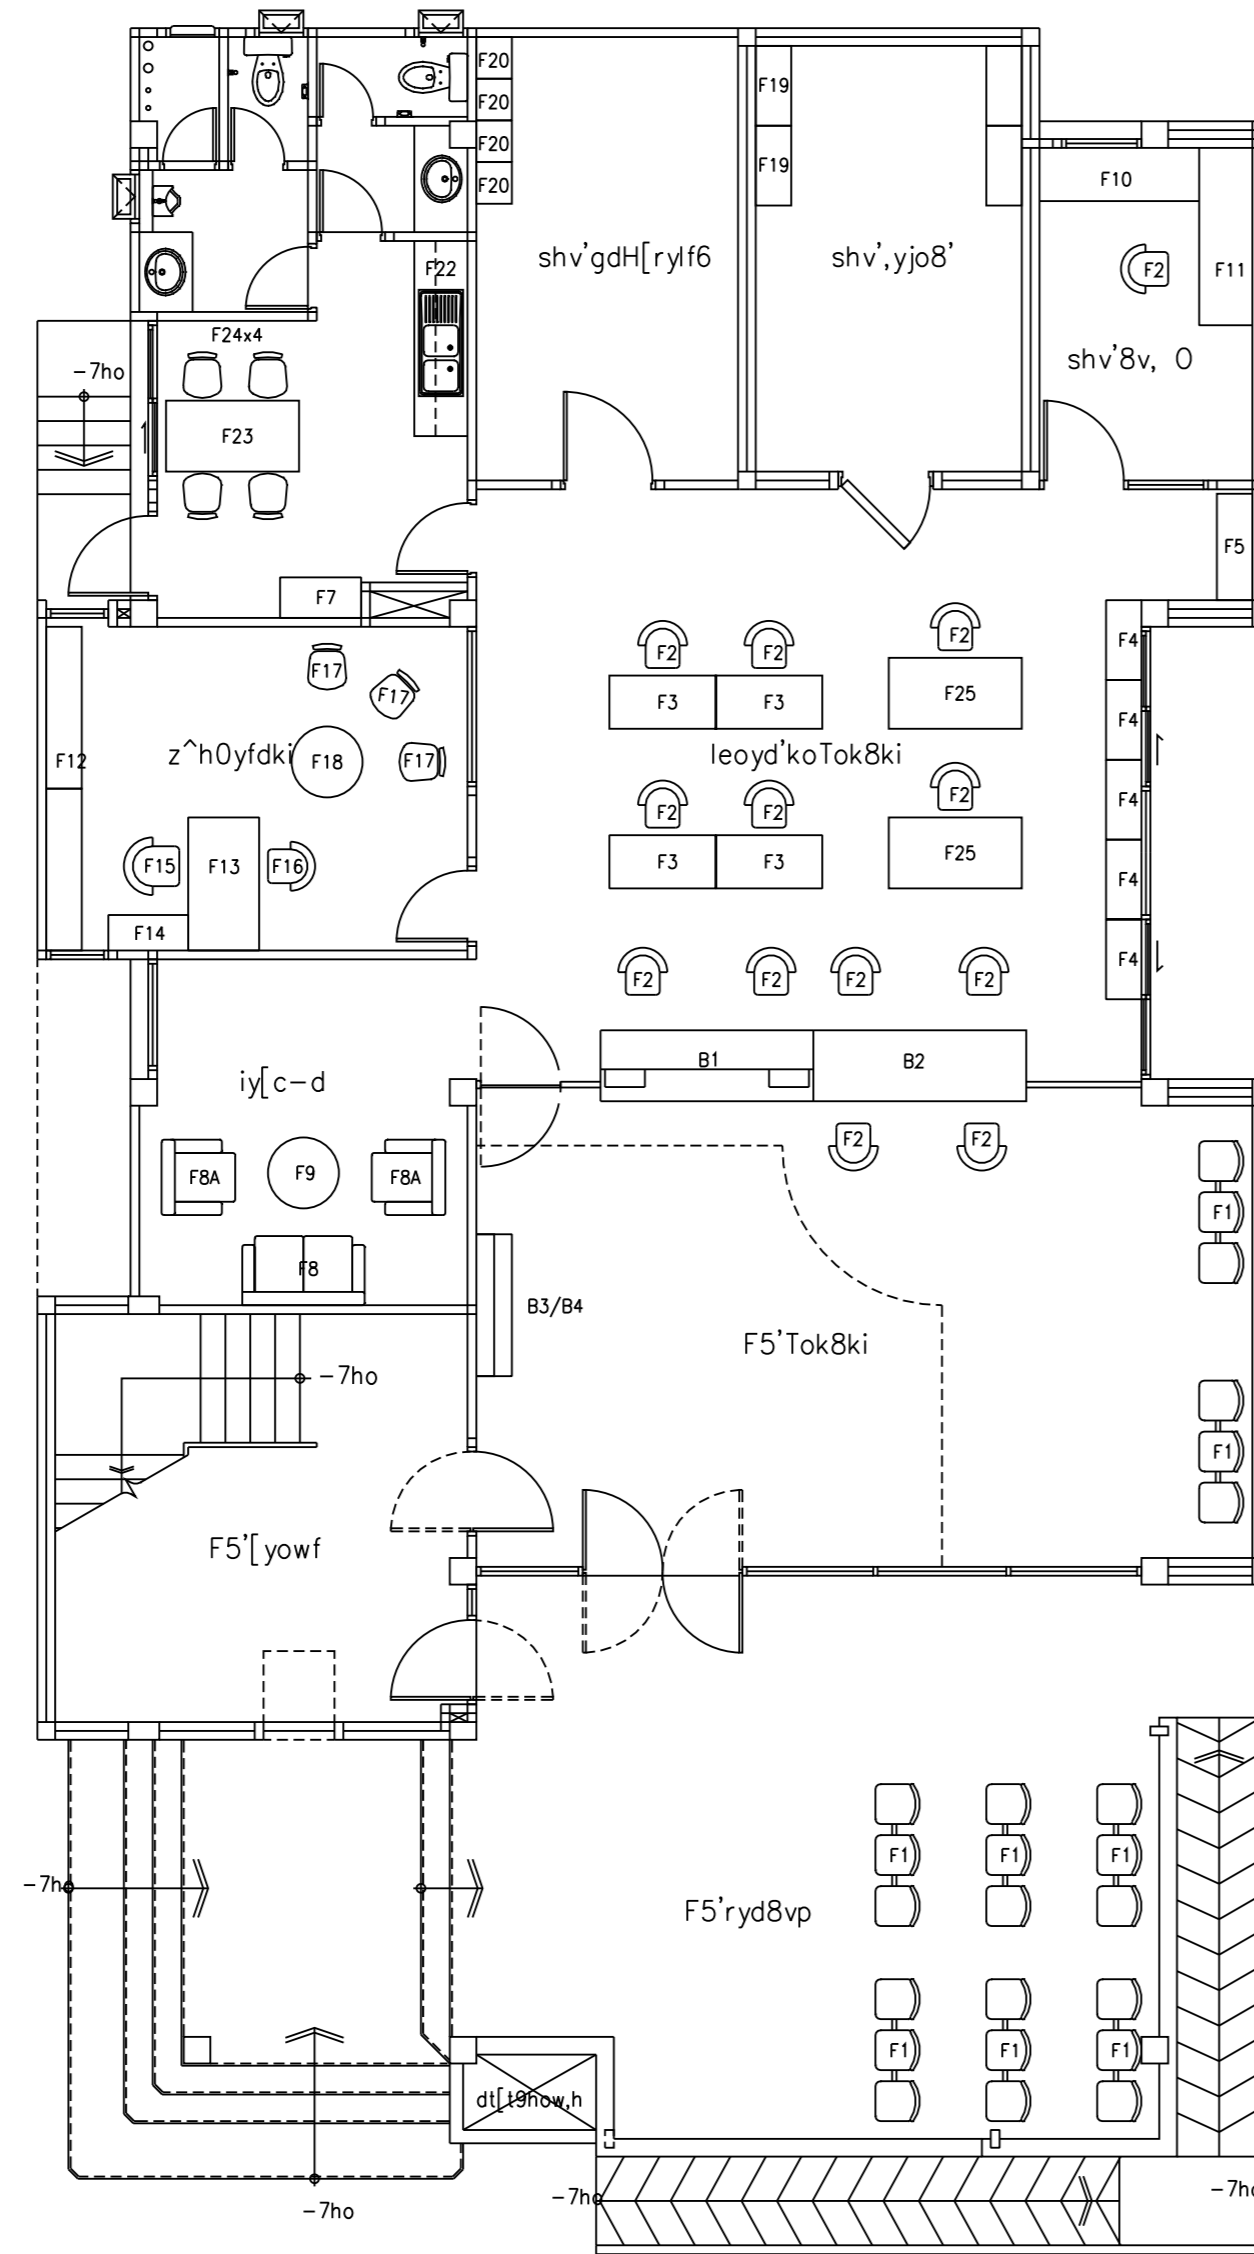 F20
F20
F20
F20
F19
F19
F10
F11
F2
shv'gdH[rylf6
shv',yjo8'
shv'8v, O
F22
F24x4
-7ho
F23
F5
F7
F2
F2
F2
F4
F17
F17
F3
F3
F25
F4
F12
z^h0yfdki
F18
F17
leoyd'koTok8ki
F2
F2
F2
F4
F15
F13
F16
F3
F3
F25
F4
F14
F2
F2
F2
F2
F4
B1
B2
iy[c-d
F2
F2
F8A
F9
F8A
F1
F8
B3/B4
F5'Tok8ki
-7ho
F1
F5'[yowf
F1
F1
F1
-7ho
F5'ryd8vp
F1
F1
F1
dt[t9how,h
-7ho
-7ho
-7ho